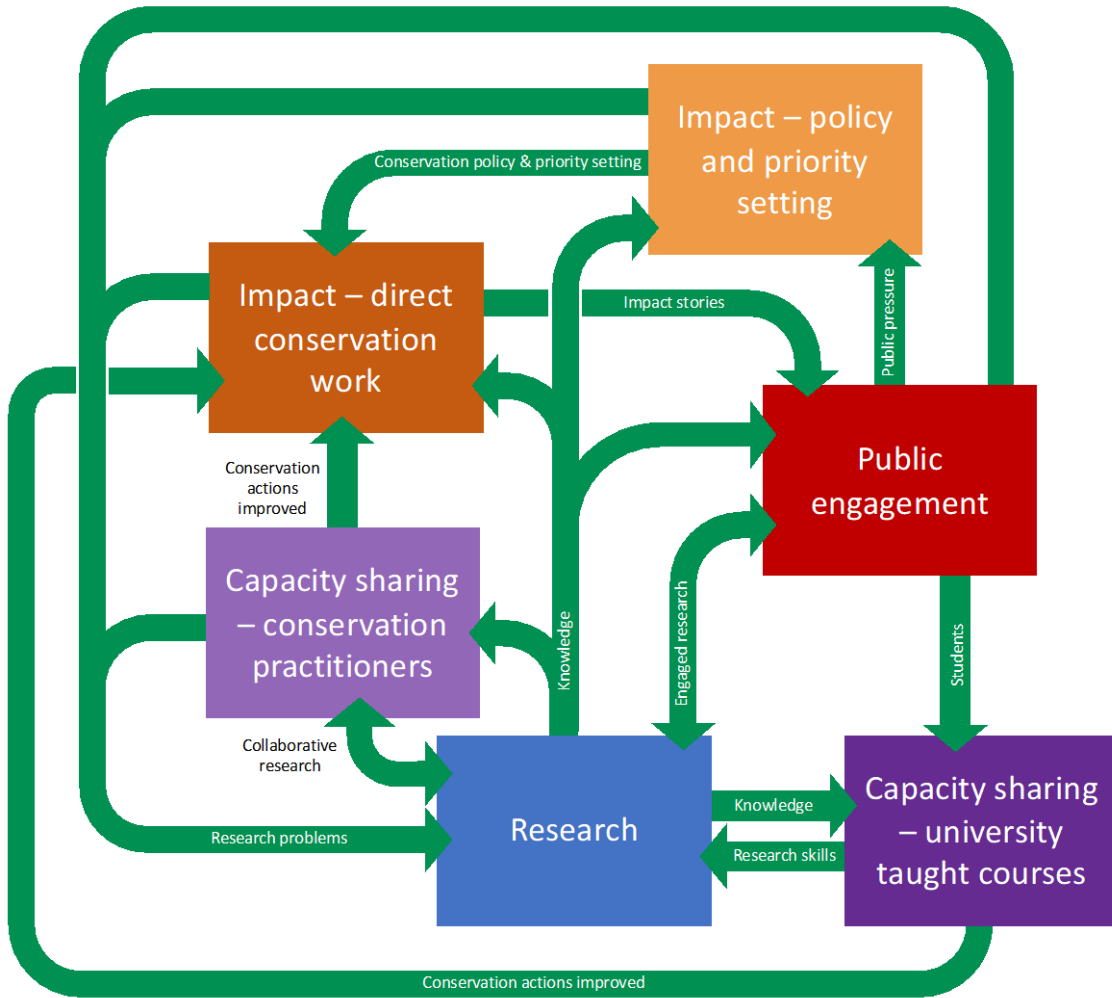 Impact – policy
and priority
setting
Conservation policy & priority setting
Impact – direct
conservation
work
Impact stories
Public pressure
Public
engagement
Conservation
actions
improved
Capacity sharing
– conservation
practitioners
Knowledge
Engaged research
Students
Collaborative
research
Research problems
Research
Knowledge
Research skills
Capacity sharing
– university
taught courses
Conservation actions improved